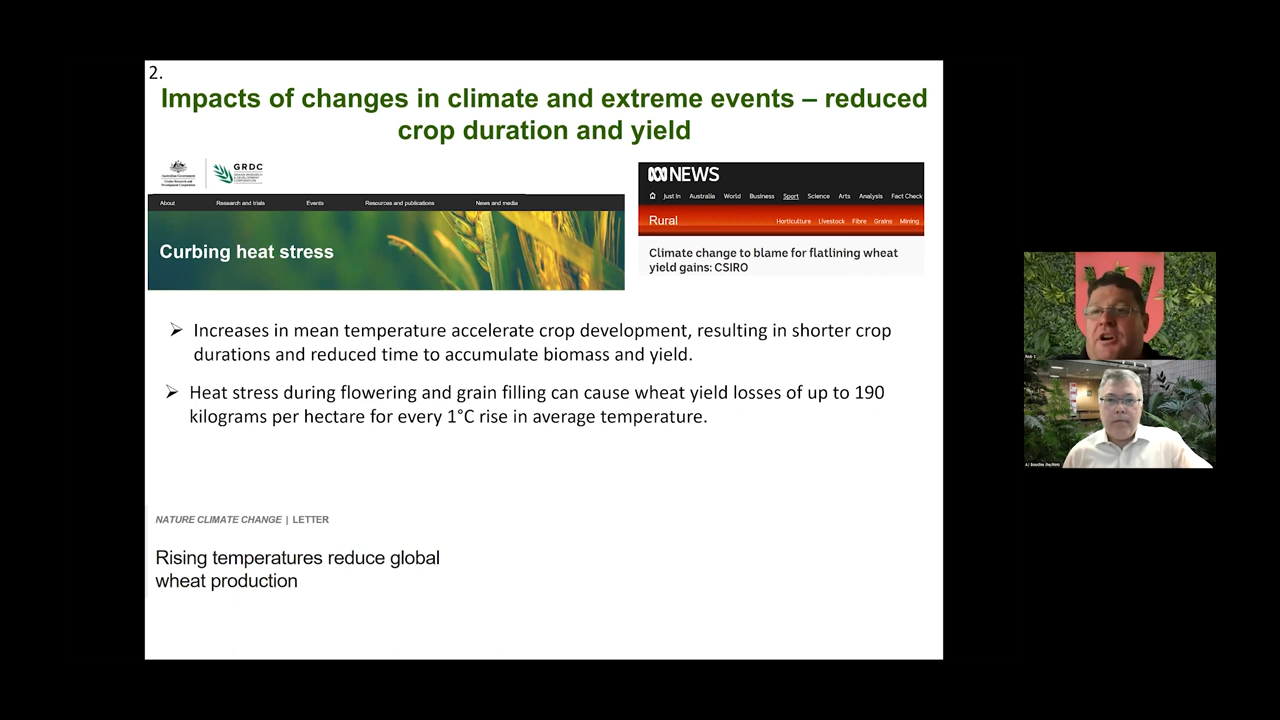 2.
Impacts of changes in climate and extreme events – reduced
crop duration and yield
GRDC
About Research and trials Events Resources and publications News and media
Curbing heat stress
NEWS
Just In Australia World Business Sport Science Arts Analysis Fact Check
Rural
Horticulture Livestock Fibre Grains Mining
Climate change to blame for flatlining wheat
yield gains: CSIRO
➢ Increases in mean temperature accelerate crop development, resulting in shorter crop
durations and reduced time to accumulate biomass and yield.
➢ Heat stress during flowering and grain filling can cause wheat yield losses of up to 190
kilograms per hectare for every 1°C rise in average temperature.
NATURE CLIMATE CHANGE | LETTER
Rising temperatures reduce global
wheat production